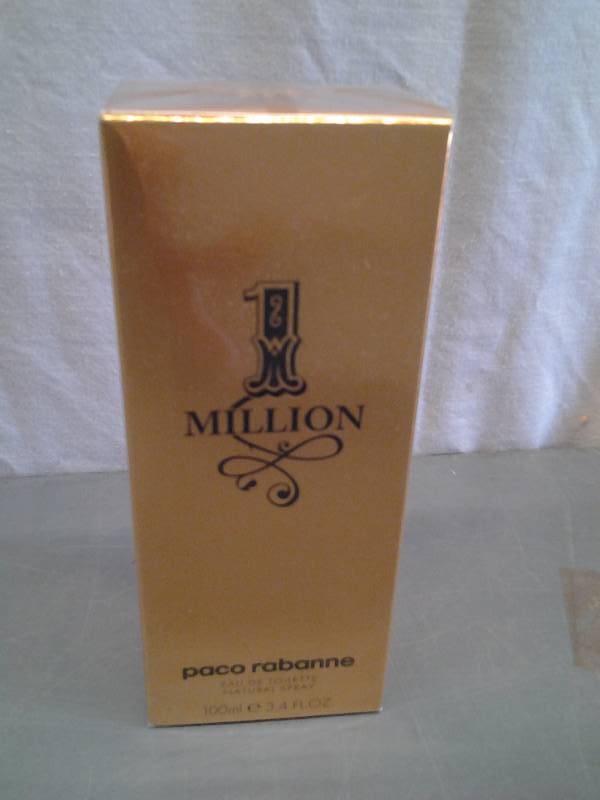 1
MILLION
paco rabanne
EAU DE TOILETTE
NATURAL SPRAY
100ml ℮ 3.4 FL.OZ.